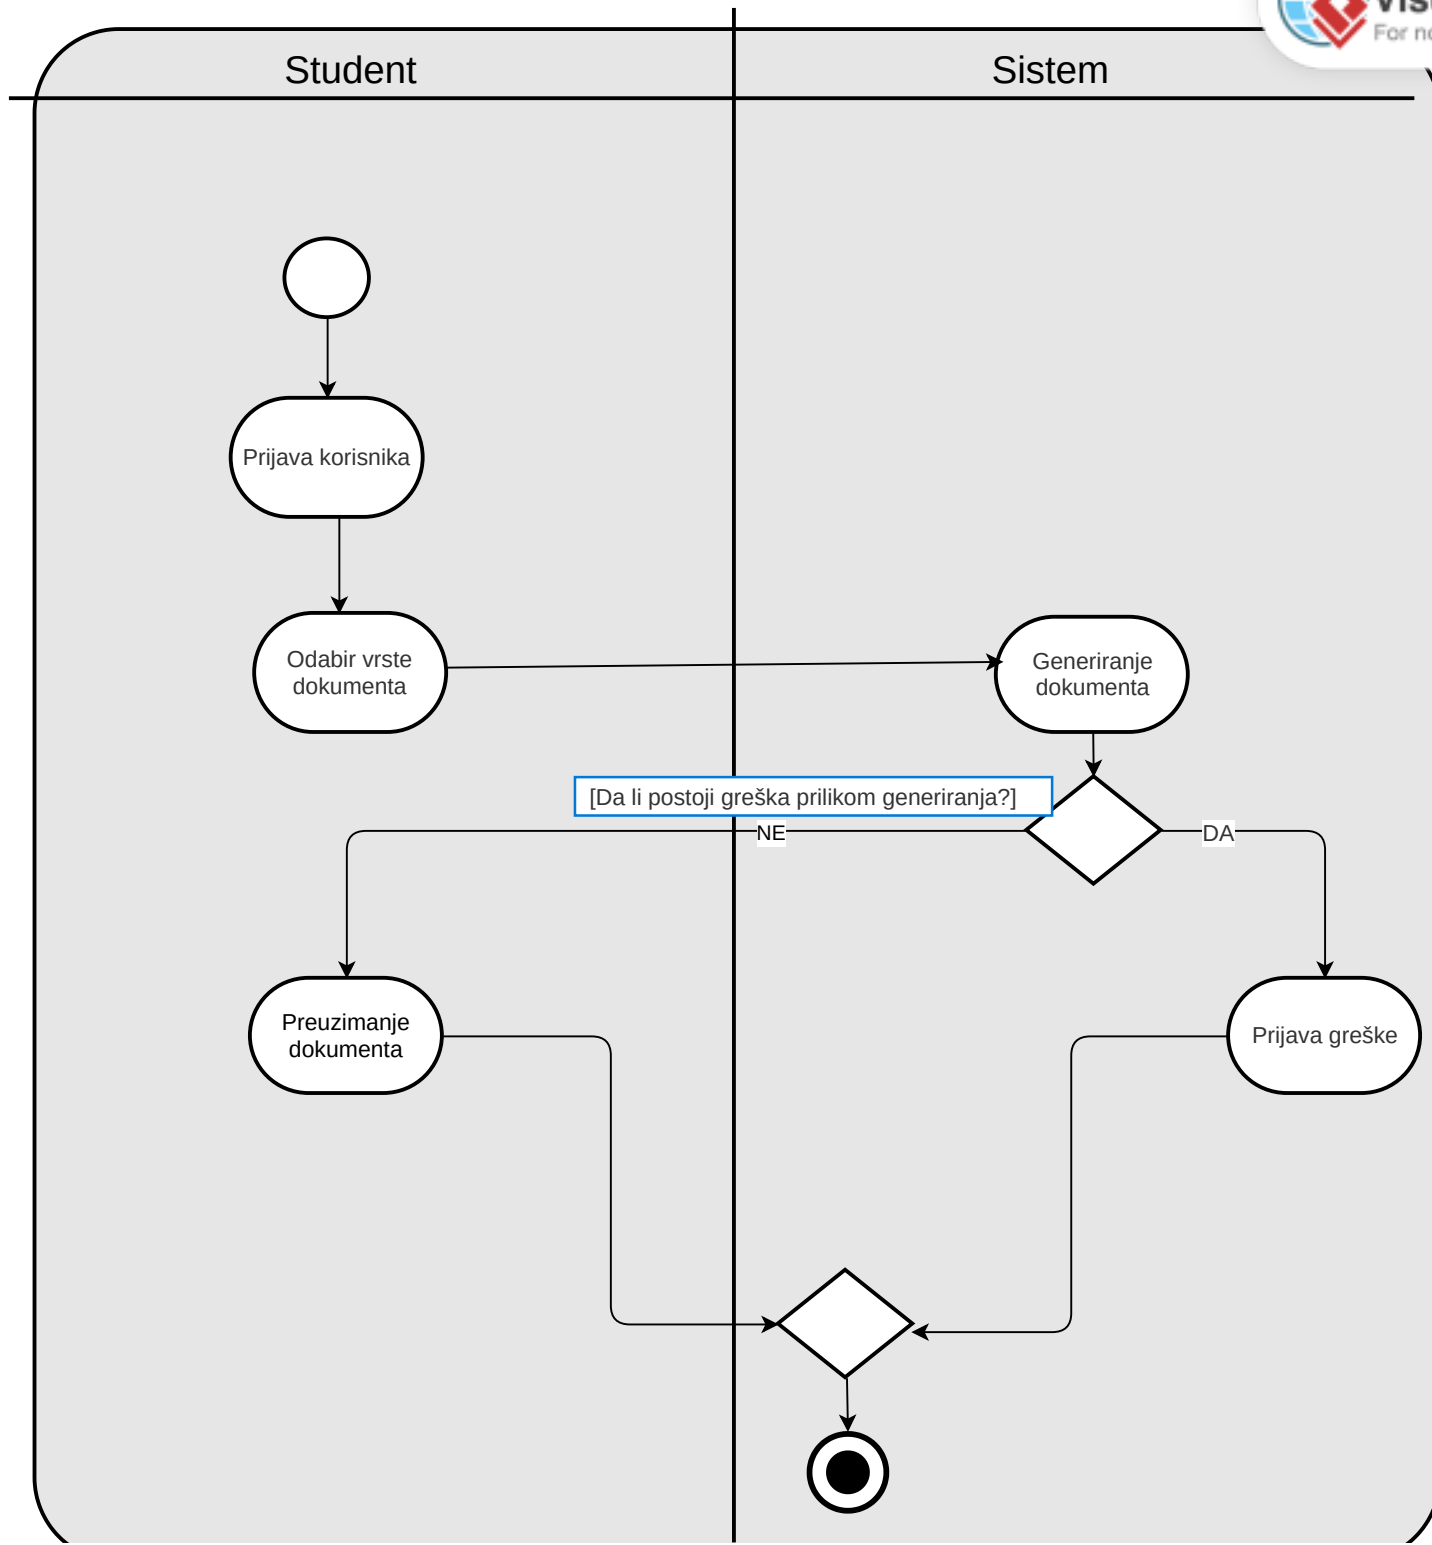 Student
Sistem
For
Prijava korisnika
Odabir vrste
dokumenta
Generiranje
dokumenta
[Da li postoji greška prilikom generiranja?]
NE
DA
Preuzimanje
dokumenta
Prijava greške